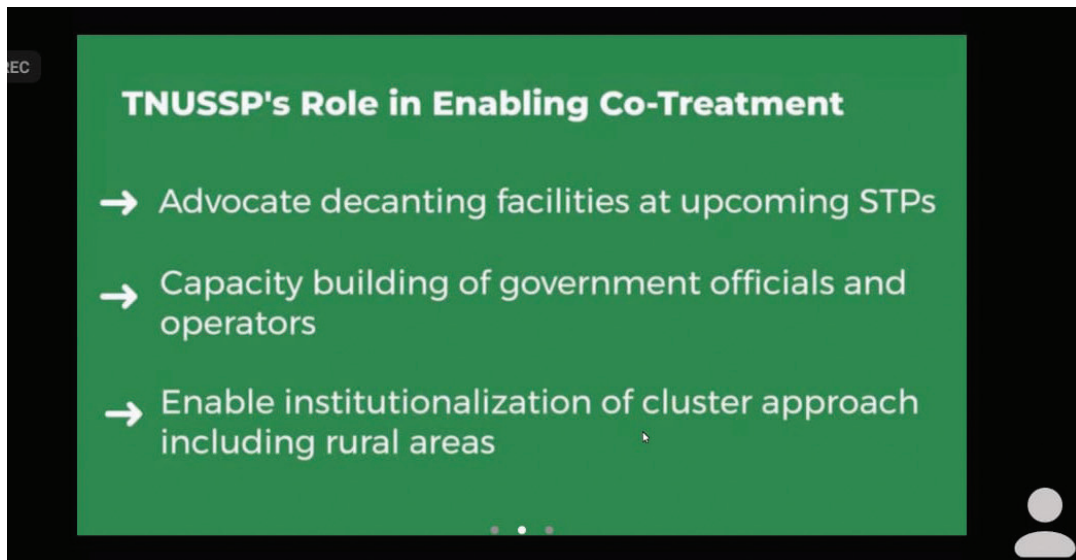 REC
TNUSSP's Role in Enabling Co-Treatment
→ Advocate decanting facilities at upcoming STPs
→ Capacity building of government officials and
operators
→ Enable institutionalization of cluster approach
including rural areas